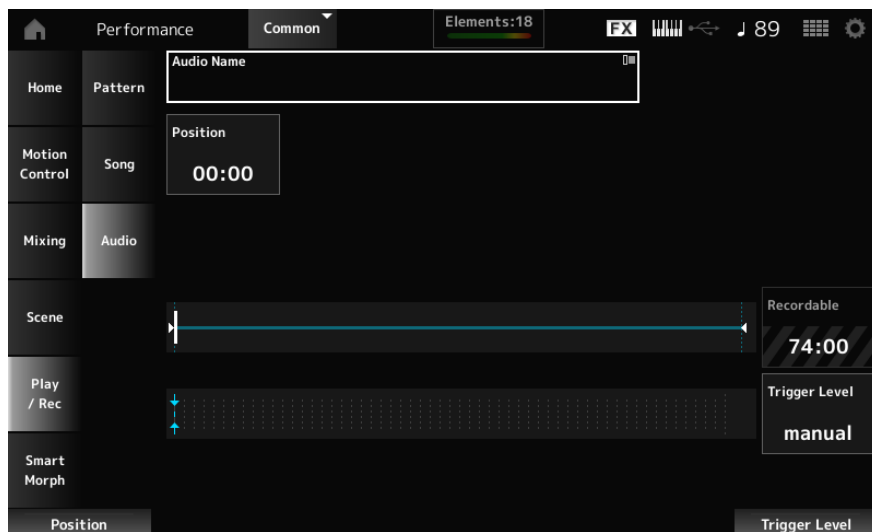 Performance
Common
Elements:18
FX
89
Home
Pattern
Audio Name
Position
00:00
Motion
Control
Song
Mixing
Audio
Scene
Recordable
74:00
Play
/ Rec
Trigger Level
manual
Smart
Morph
Position
Trigger Level